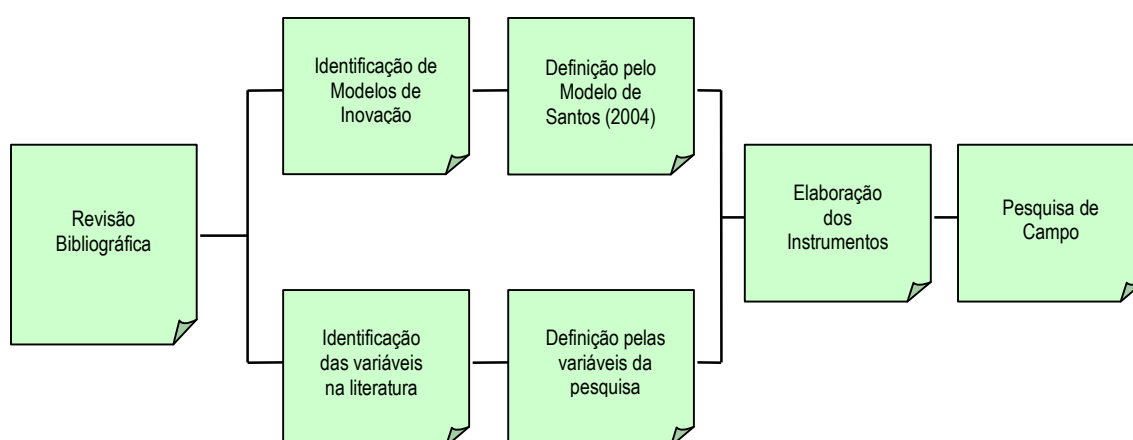 Revisão
Bibliográfica
Identificação de
Modelos de
Inovação
Definição pelo
Modelo de
Santos (2004)
Identificação
das variáveis
na literatura
Definição pelas
variáveis da
pesquisa
Elaboração
dos
Instrumentos
Pesquisa de
Campo